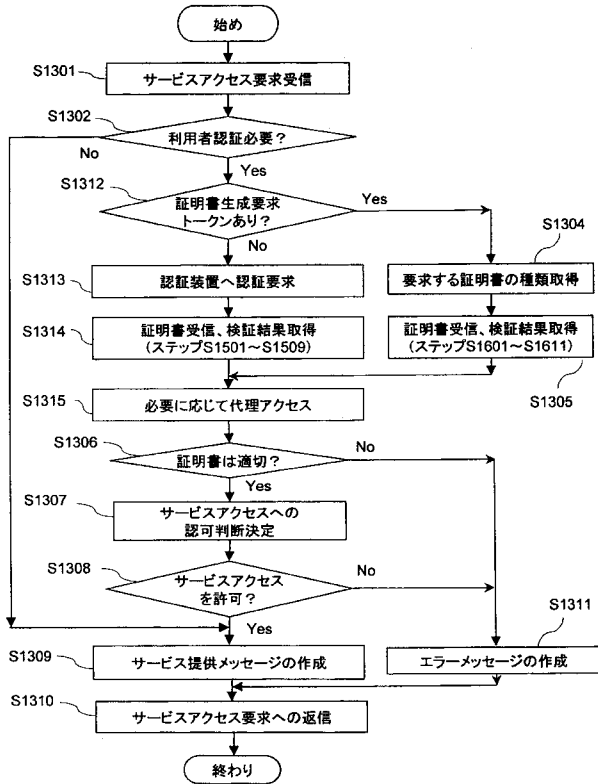 始め
S1301
サービスアクセス要求受信
S1302
利用者認証必要？
No
Yes
S1312
証明書生成要求
トークンあり？
Yes
No
S1304
要求する証明書の種類取得
S1313
認証装置へ認証要求
S1314
証明書受信、検証結果取得
(ステップS1501～S1509)
証明書受信、検証結果取得
(ステップS1601～S1611)
S1305
S1315
必要に応じて代理アクセス
S1306
証明書は適切？
No
Yes
S1307
サービスアクセスへの
認可判断決定
S1308
サービスアクセス
を許可？
No
Yes
S1311
エラーメッセージの作成
S1309
サービス提供メッセージの作成
S1310
サービスアクセス要求への返信
終わり